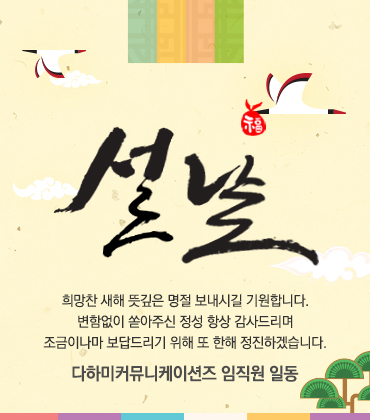 福
설날
희망찬 새해 뜻깊은 명절 보내시길 기원합니다.
변함없이 쏟아주신 정성 항상 감사드리며
조금이나마 보답드리기 위해 또 한해 정진하겠습니다.
다하미커뮤니케이션즈 임직원 일동